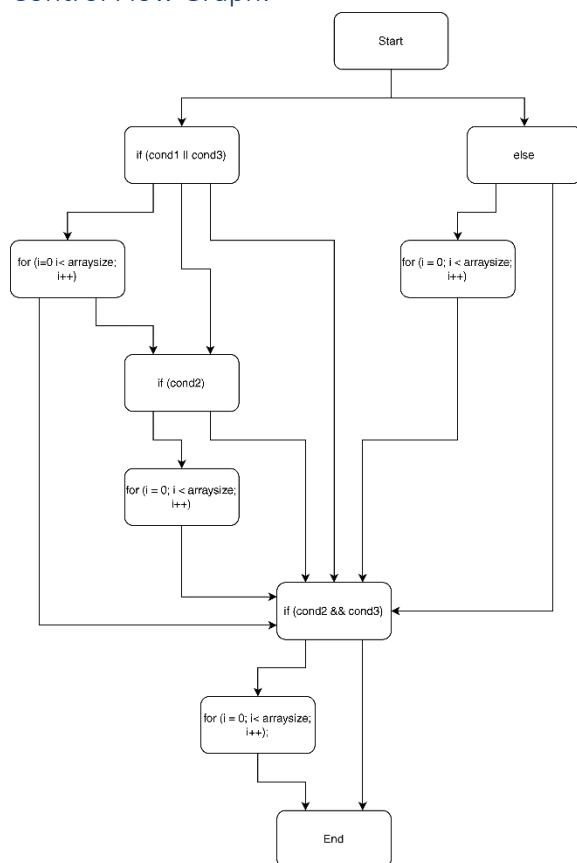 Control Flow Graph:
Start
if (cond1 || cond3)
else
for (i=0 i< arraysize;
i++)
for (i = 0; i < arraysize;
i++)
if (cond2)
for (i = 0; i < arraysize;
i++)
if (cond2 && cond3)
for (i = 0; i< arraysize;
i++);
End